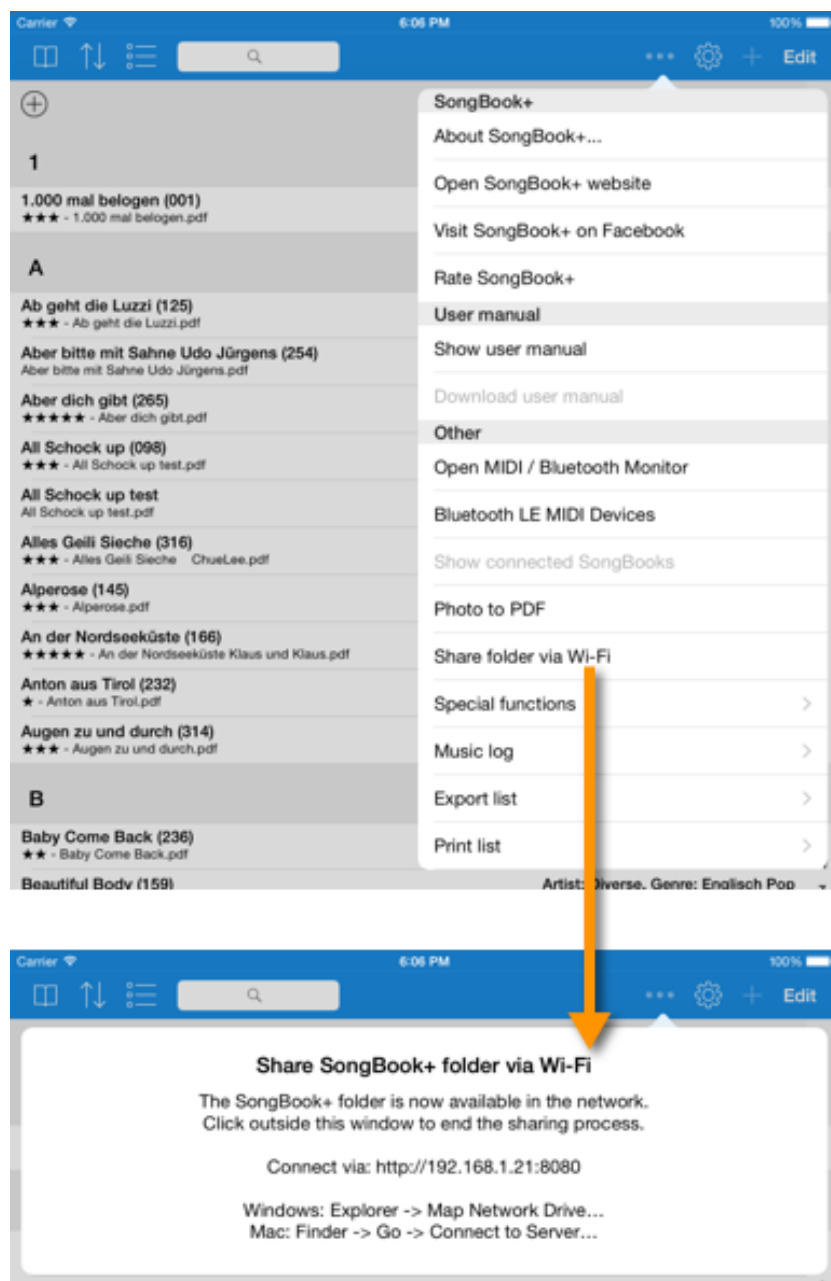 Carrier 6:06 PM 100%
Edit
SongBook+
About SongBook+...
Open SongBook+ website
Visit SongBook+ on Facebook
Rate SongBook+
User manual
Show user manual
Download user manual
Other
Open MIDI / Bluetooth Monitor
Bluetooth LE MIDI Devices
Show connected SongBooks
Photo to PDF
Share folder via Wi-Fi
Special functions
Music log
Export list
Print list
1
1.000 mal belogen (001)
★★★ - 1.000 mal belogen.pdf
A
Ab geht die Luzzi (125)
★★★ - Ab geht die Luzzi.pdf
Aber bitte mit Sahne Udo Jürgens (254)
Aber bitte mit Sahne Udo Jürgens.pdf
Aber dich gibt (265)
★★★★★ - Aber dich gibt.pdf
All Schock up (098)
★★★ - All Schock up test.pdf
All Schock up test
All Schock up test.pdf
Alles Geili Sieche (316)
★★★ - Alles Geili Sieche ChueLee.pdf
Alperose (145)
★★★ - Alperose.pdf
An der Nordseeküste (166)
★★★★★ - An der Nordseeküste Klaus und Klaus.pdf
Anton aus Tirol (232)
★ - Anton aus Tirol.pdf
Augen zu und durch (314)
★★★ - Augen zu und durch.pdf
B
Baby Come Back (236)
★★ - Baby Come Back.pdf
Beautiful Body (159)
Artist: Diverse, Genre: Englisch Pop
Carrier 6:06 PM 100%
Edit
Share SongBook+ folder via Wi-Fi
The SongBook+ folder is now available in the network.
Click outside this window to end the sharing process.
Connect via: http://192.168.1.21:8080
Windows: Explorer -> Map Network Drive...
Mac: Finder -> Go -> Connect to Server...